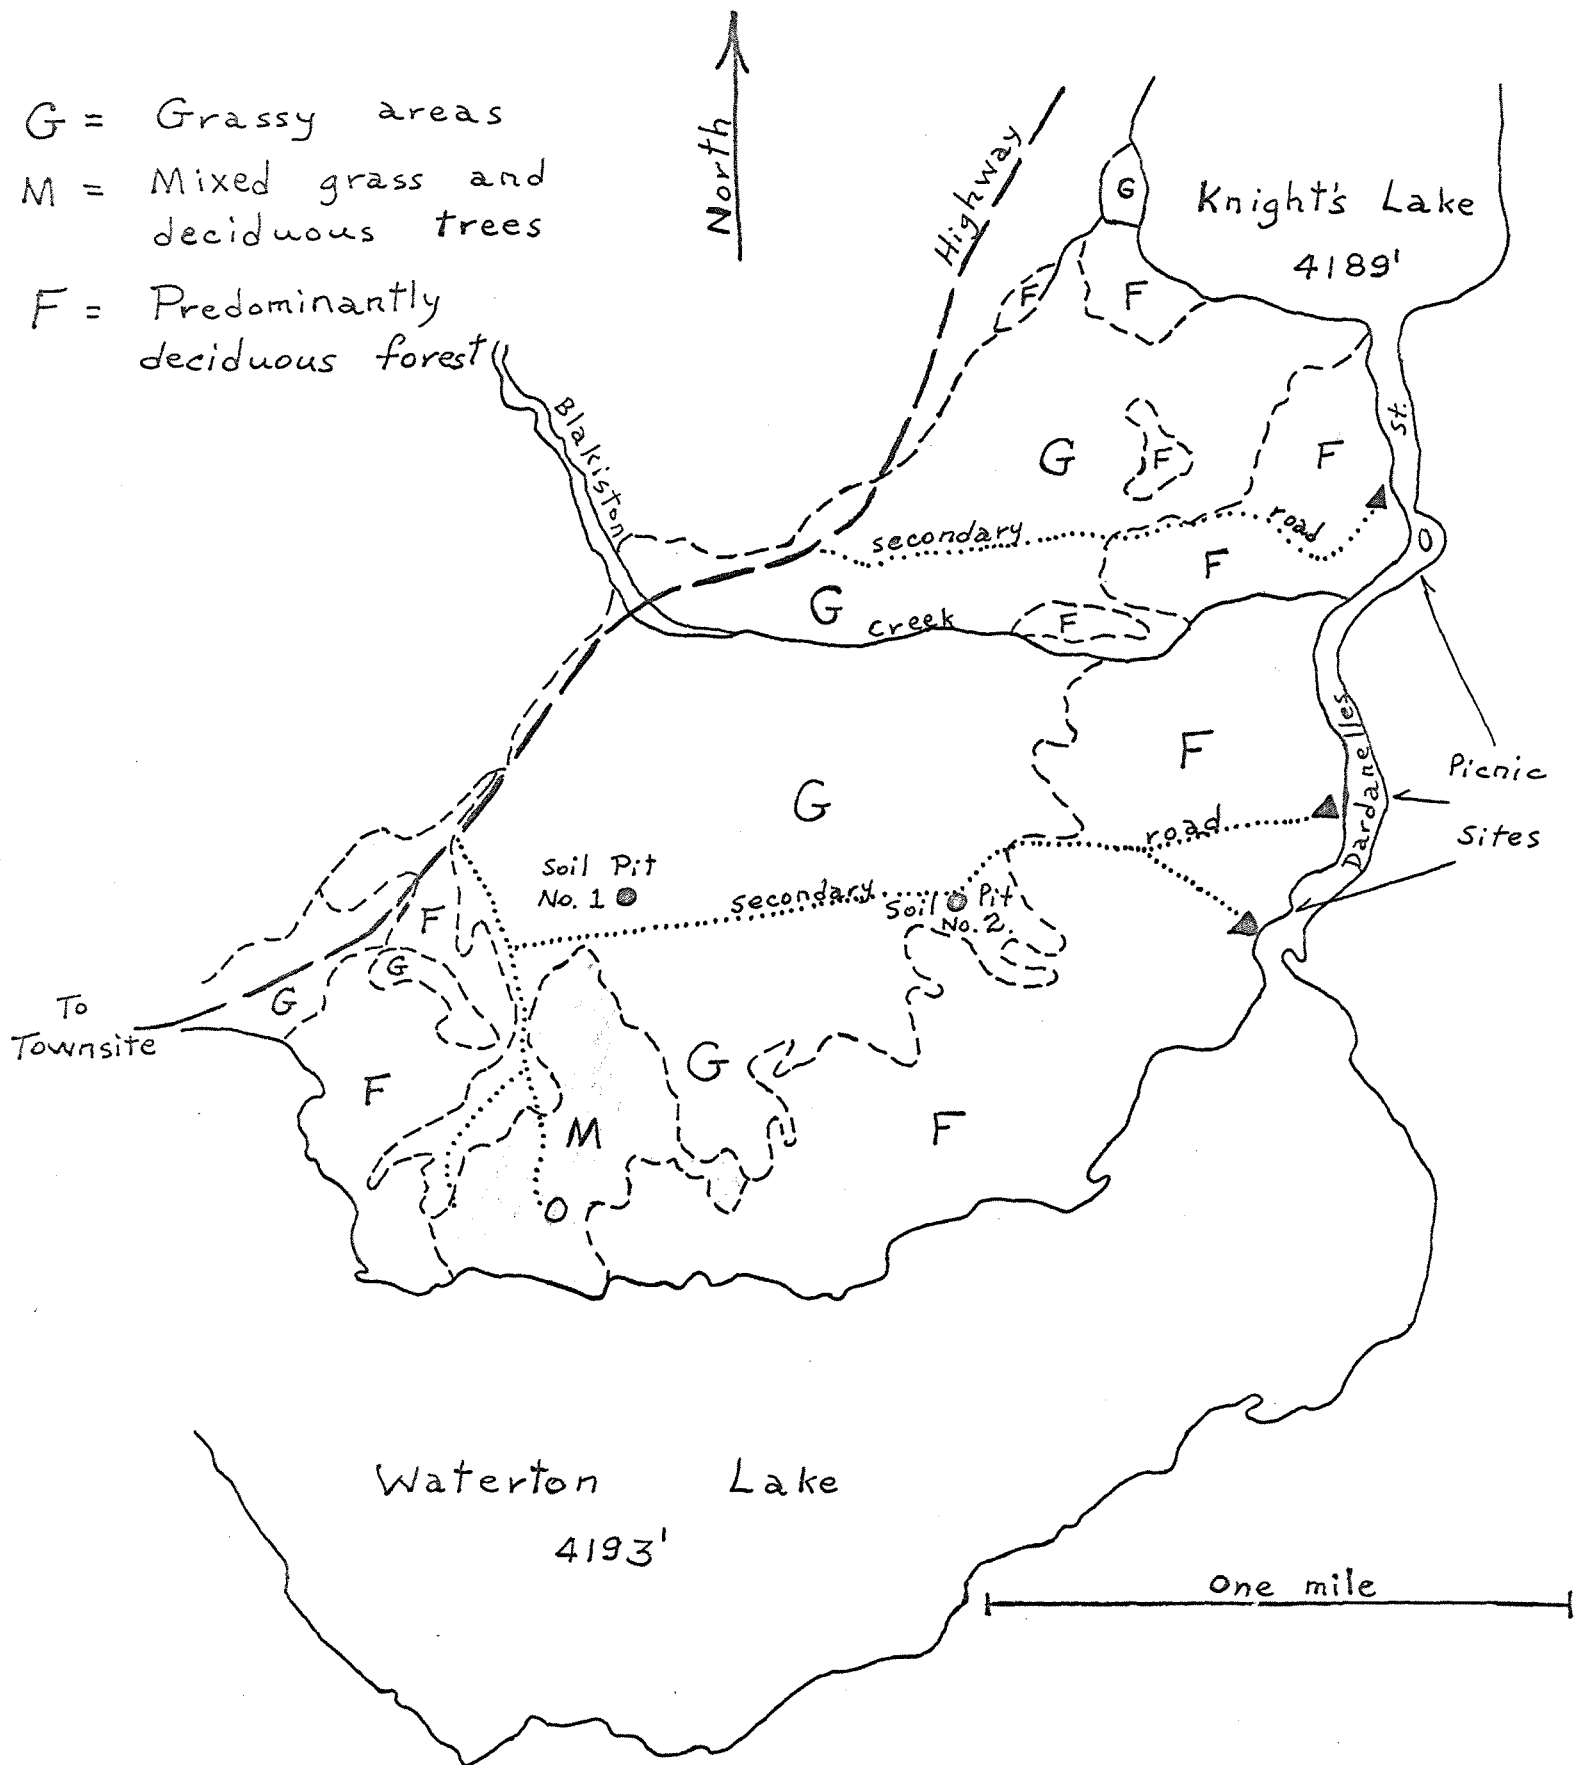 G = Grassy areas
M = Mixed grass and
deciduous trees
F = Predominantly
deciduous forest
North
Highway
G
Knight's Lake
4189'
F
F
Blakiston
St.
G
F
F
secondary
road
F
G
Creek
F
F
Dardanelles
Picnic
Sites
G
road
Soil Pit
No. 1
secondary
Soil Pit
No. 2.
F
G
G
To
Townsite
G
F
M
F
Waterton Lake
4193'
One mile